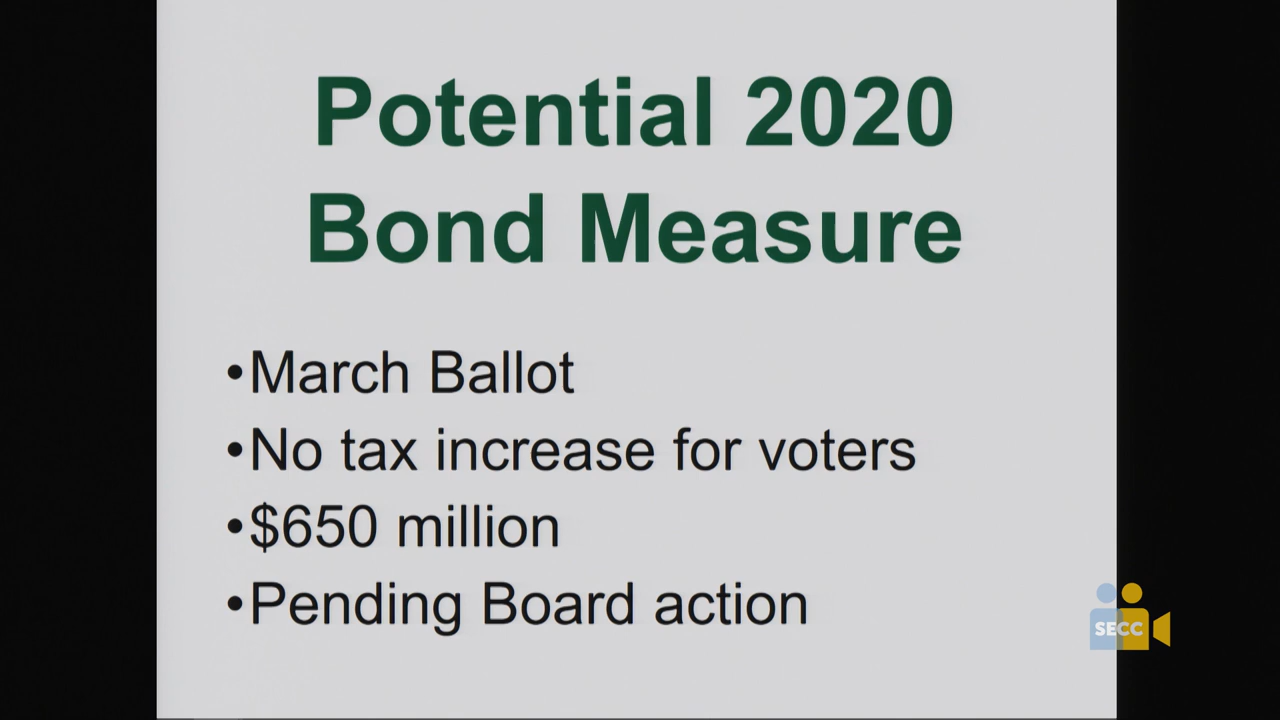 Potential 2020
Bond Measure
•March Ballot
•No tax increase for voters
•$650 million
•Pending Board action
SECC